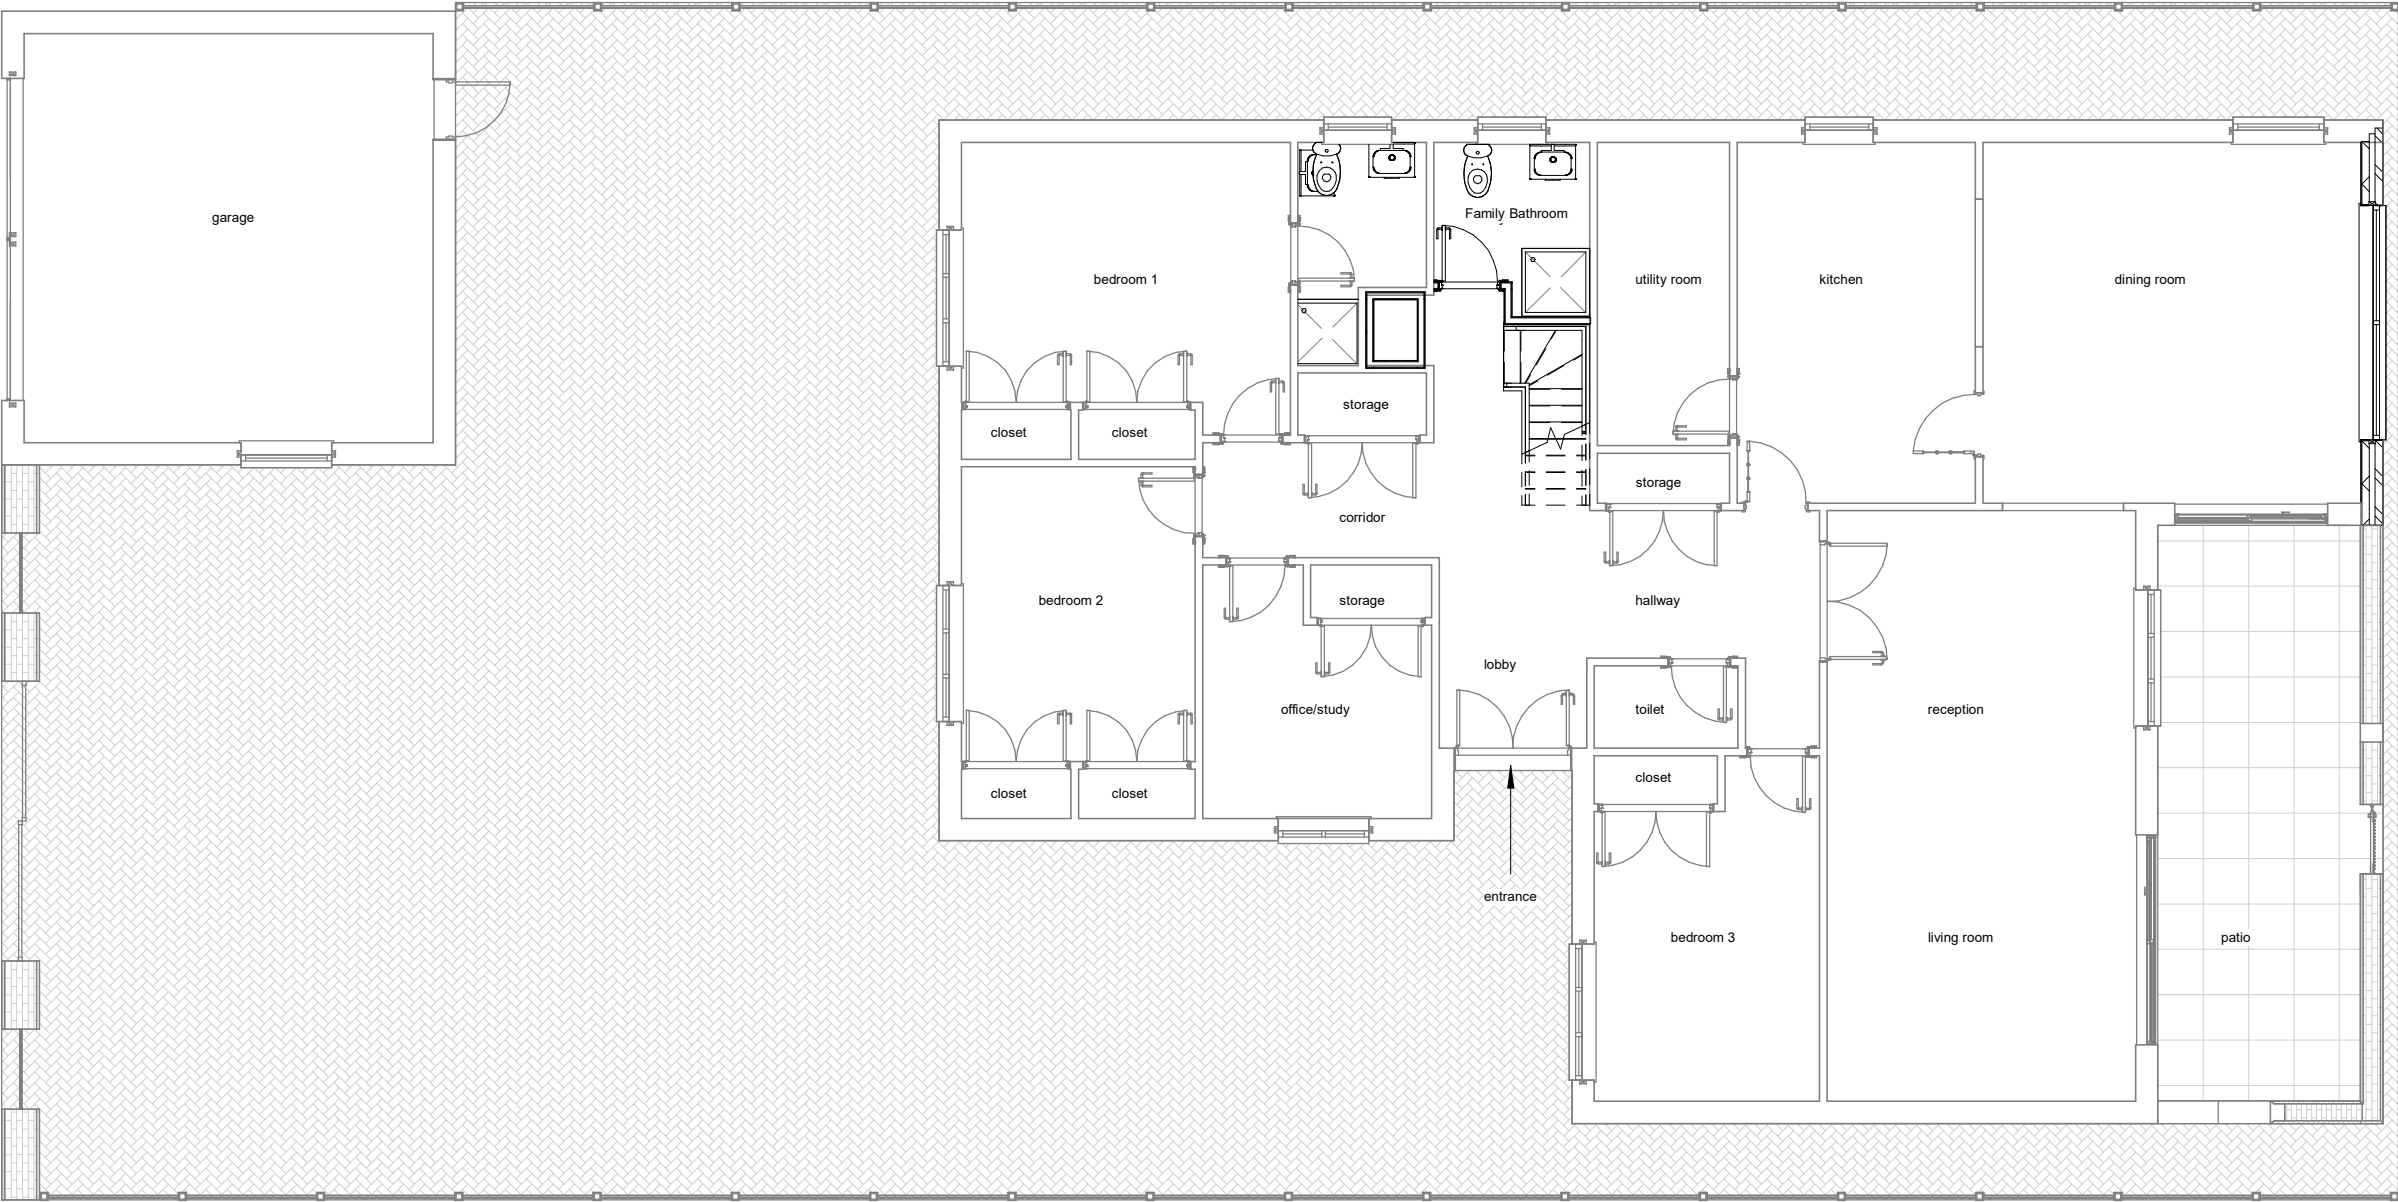 garage
Family Bathroom
bedroom 1
utility room
kitchen
dining room
storage
closet
closet
storage
corridor
bedroom 2
storage
hallway
lobby
office/study
toilet
reception
closet
closet
closet
entrance
bedroom 3
living room
patio